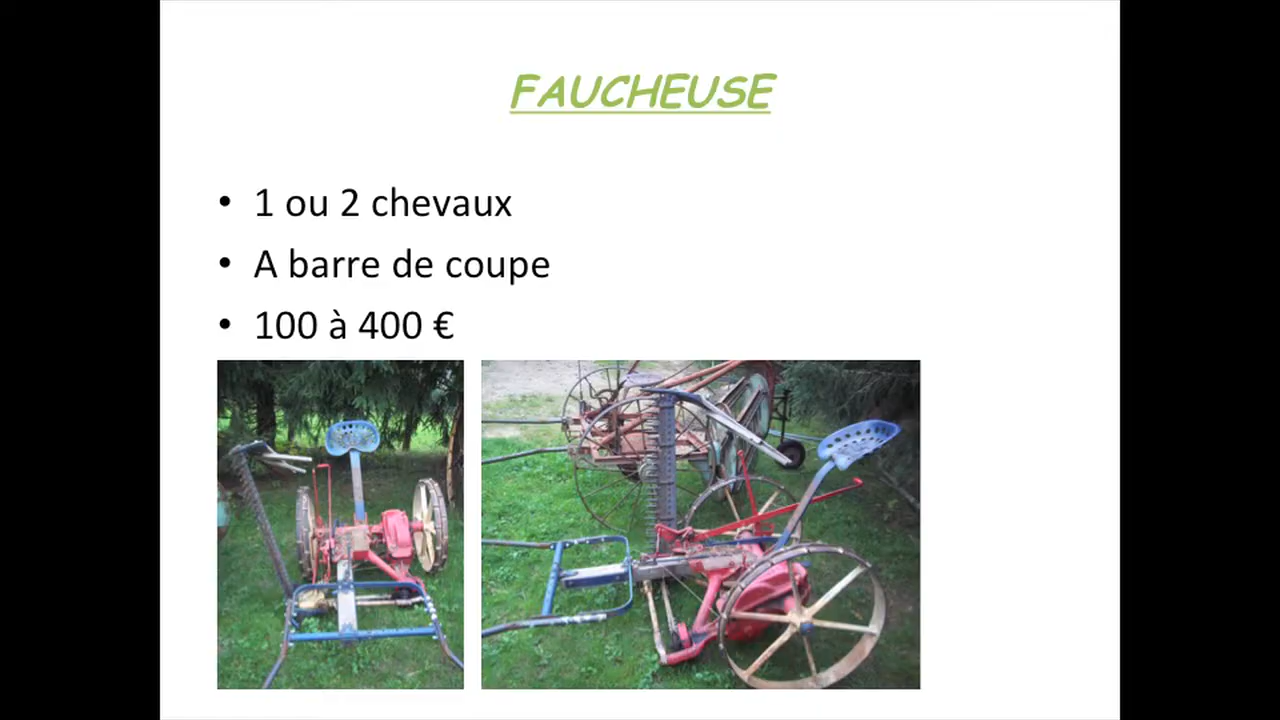 FAUCHEUSE
• 1 ou 2 chevaux
• A barre de coupe
• 100 à 400 €